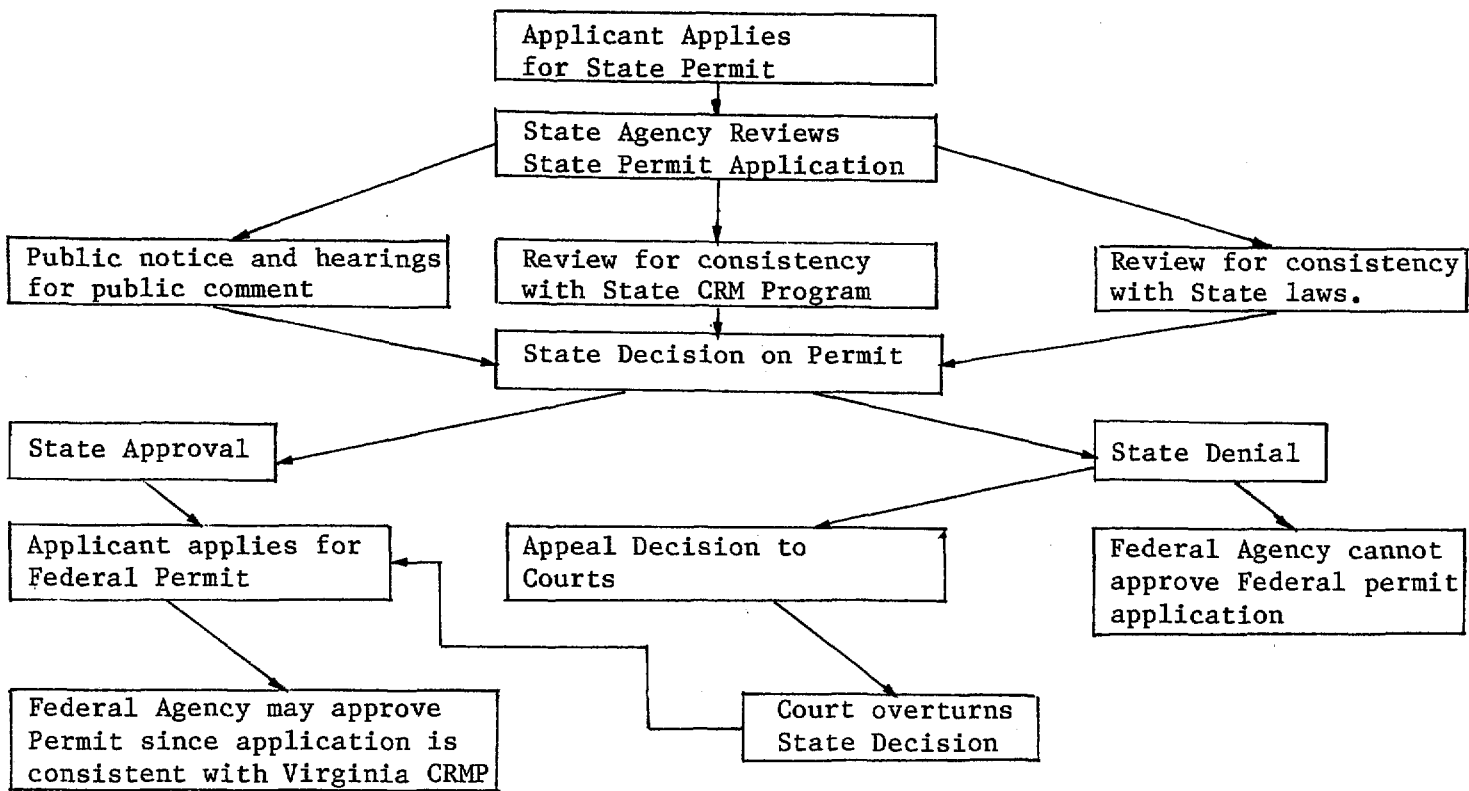 Applicant Applies
for State Permit
State Agency Reviews
State Permit Application
Public notice and hearings
for public comment
Review for consistency
with State CRM Program
Review for consistency
with State laws.
State Decision on Permit
State Approval
State Denial
Applicant applies for
Federal Permit
Appeal Decision to
Courts
Federal Agency cannot
approve Federal permit
application
Federal Agency may approve
Permit since application is
consistent with Virginia CRMP
Court overturns
State Decision